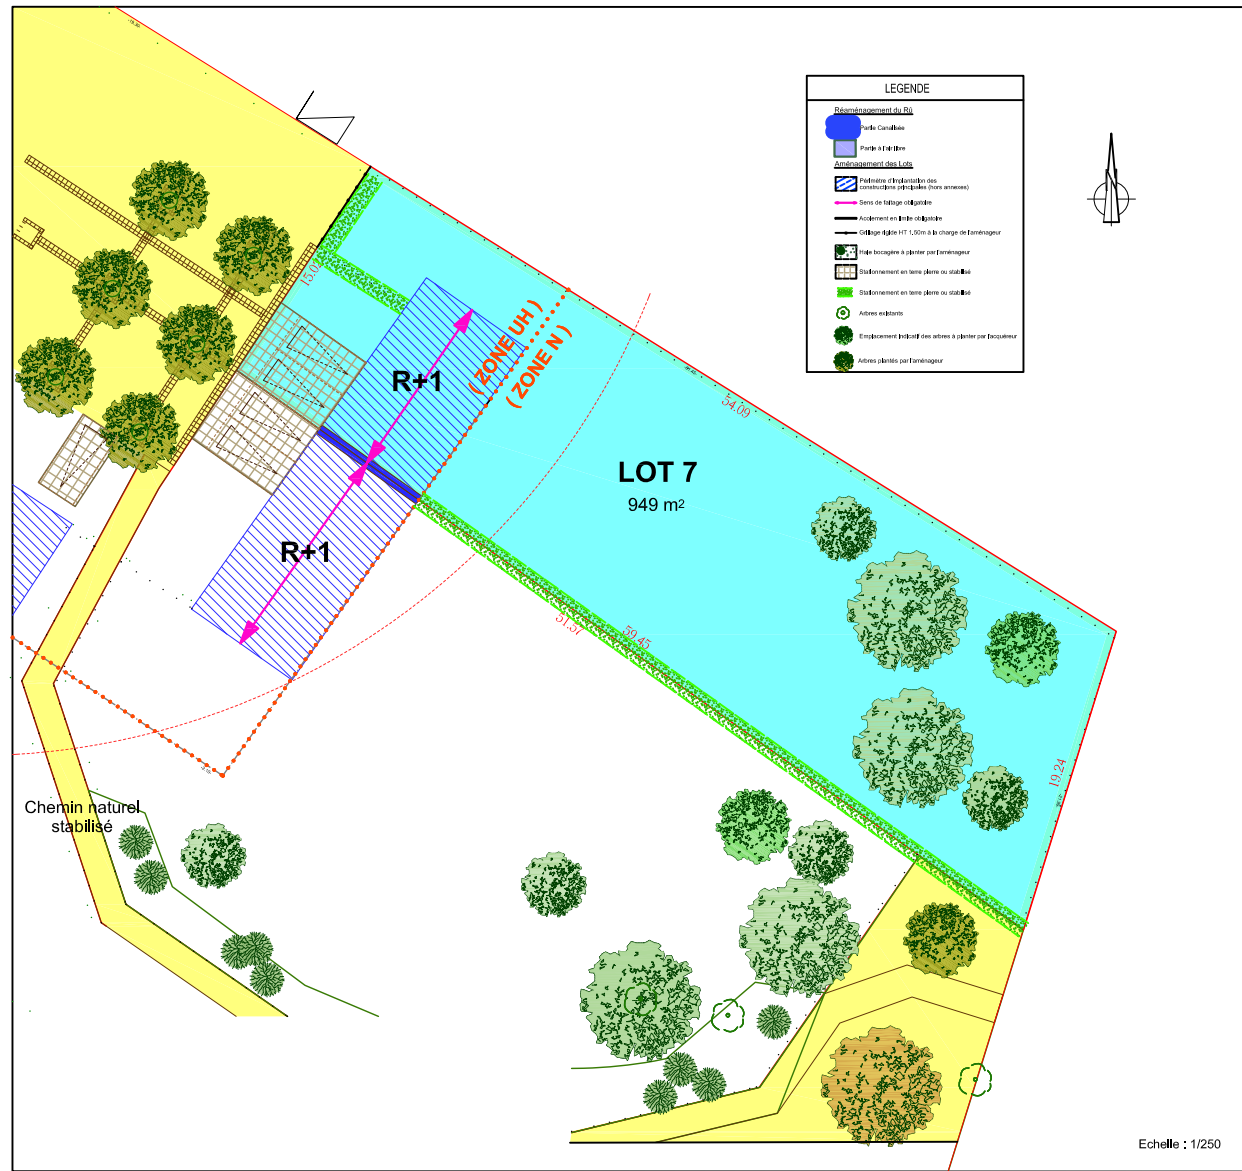 LEGENDE
Réaménagement du Rû
Partie Canalisée
Partie à l'air libre
Aménagement des Lots
Périmètre d'implantation des
constructions principales (hors annexes)
Sens de faîtage obligatoire
Acolement en limite obligatoire
Grillage rigide HT 1,50m à la charge de l'aménageur
Haie bocagère à planter par l'aménageur
Stationnement en terre pierre ou stabilisé
Stationnement en terre pierre ou stabilisé
Arbres existants
Emplacement indicatif des arbres à planter par l'acquéreur
Arbres plantés par l'aménageur
( ZONE UH )
( ZONE N )
R+1
R+1
54.09
LOT 7
949 m²
51.57
59.45
19.24
Chemin naturel
stabilisé
Echelle : 1/250